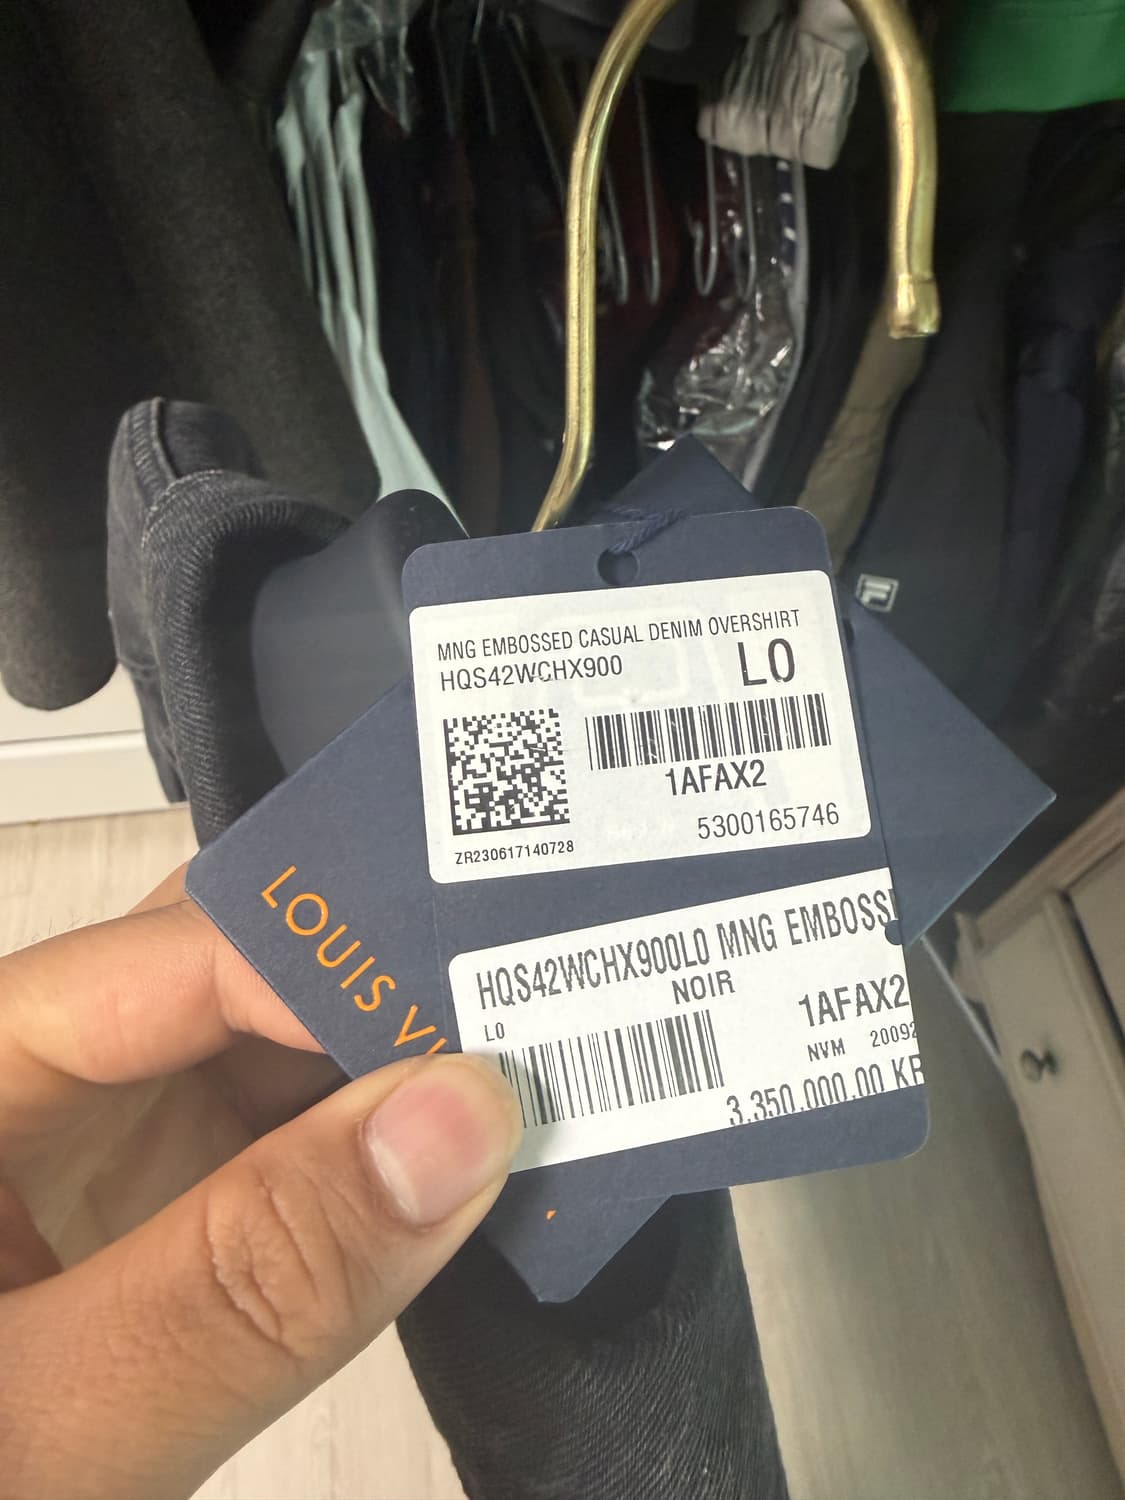 MNG EMBOSSED CASUAL DENIM OVERSHIRT
HQS42WCHX900
L0
1AFAX2
5300165746
ZR230617140728
LOUIS
HQS42WCHX900L0 MNG EMBOSS
NOIR
L0
1AFAX2
NVM 20092
3.350.000.00 KR